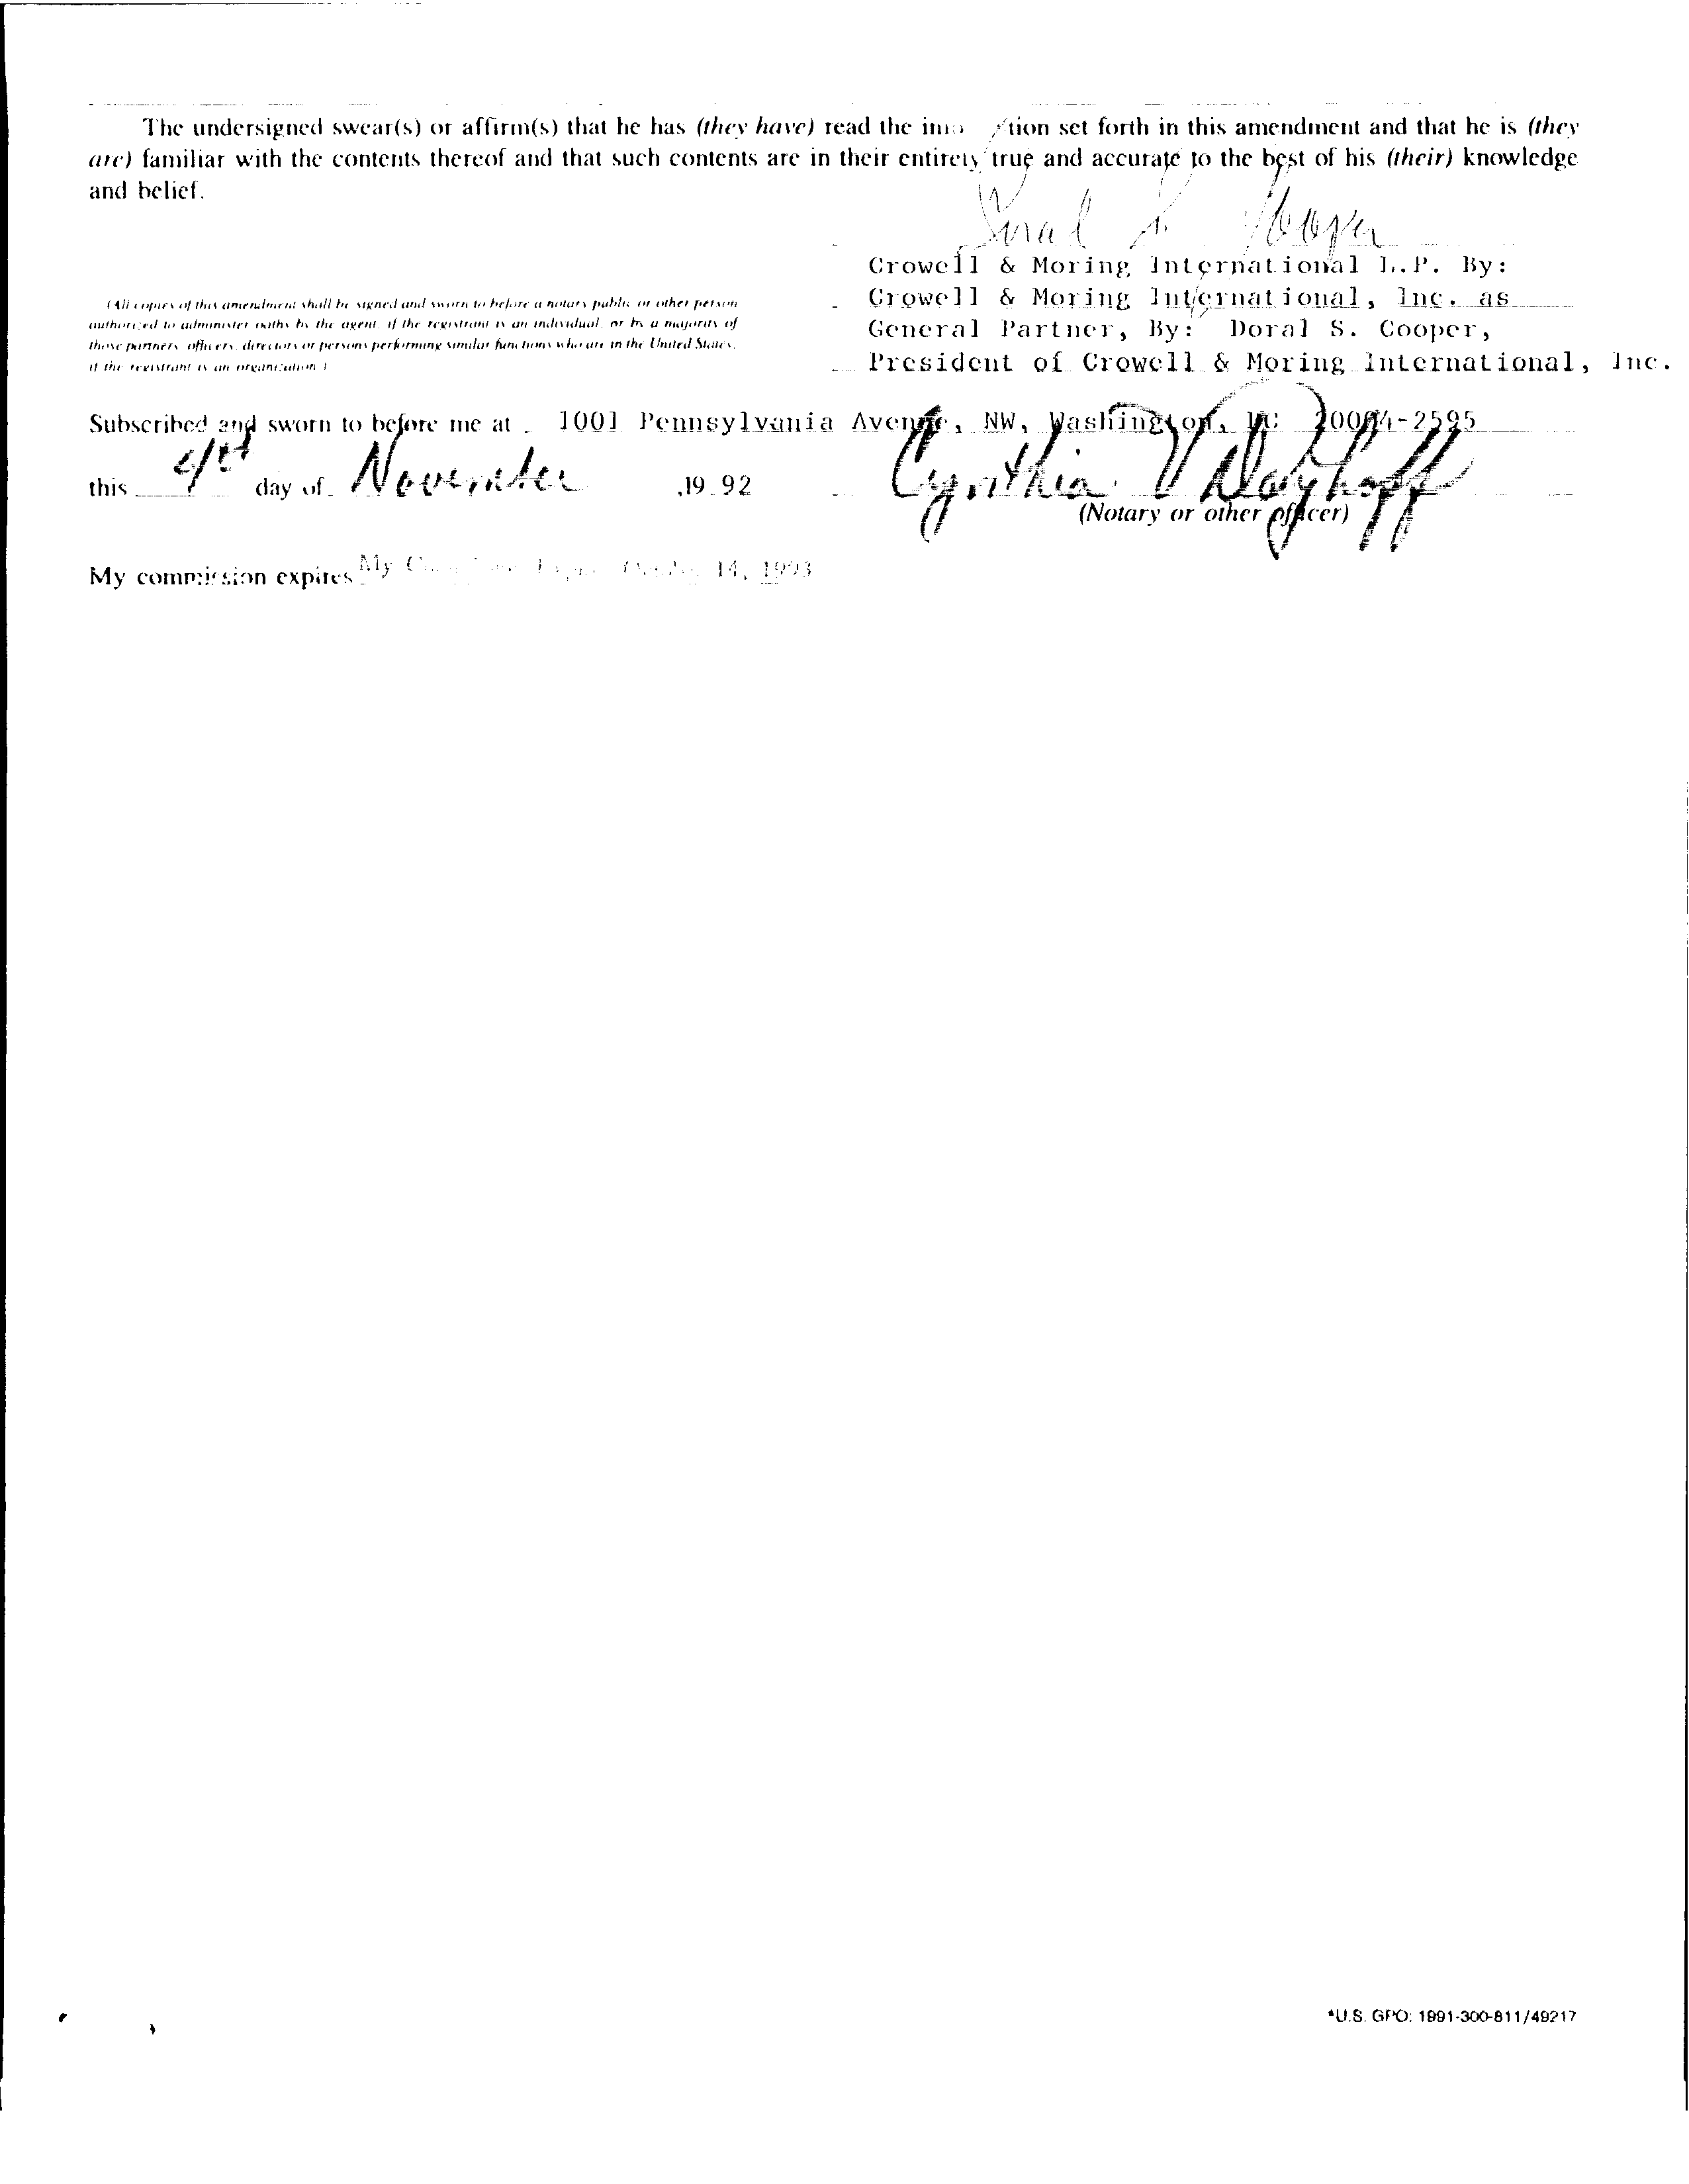 The undersigned swear(s) or affirm(s) that he has (they have) read the tion set forth in this amendment and that he is (they
are) familiar with the contents thereof and that such contents are in their entirety true and accurate to the best of his (their) knowledge
and belief.
Doral S. Cooper
Crowell & Moring International L.P. By:
Crowell & Moring International, Inc. as
General Partner, By: Doral S. Cooper,
President of Crowell & Moring International, Inc.
(All copies of this amendment shall be signed and sworn to before a notary public or other person
authorized to administer oaths by the agent, if the registrant is an individual, or by a majority of
those partners, officers, directors or persons performing similar functions who are in the United States,
if the registrant is an organization.)
Subscribed and sworn to before me at 1001 Pennsylvania Avenue, NW, Washington, DC 20004-2595
this 4th day of November ,19 92 Cynthia V Dayhoff
(Notary or other officer)
My commission expires My Commission Expires October 14, 1993
*U.S. GPO: 1991-300-811/49217